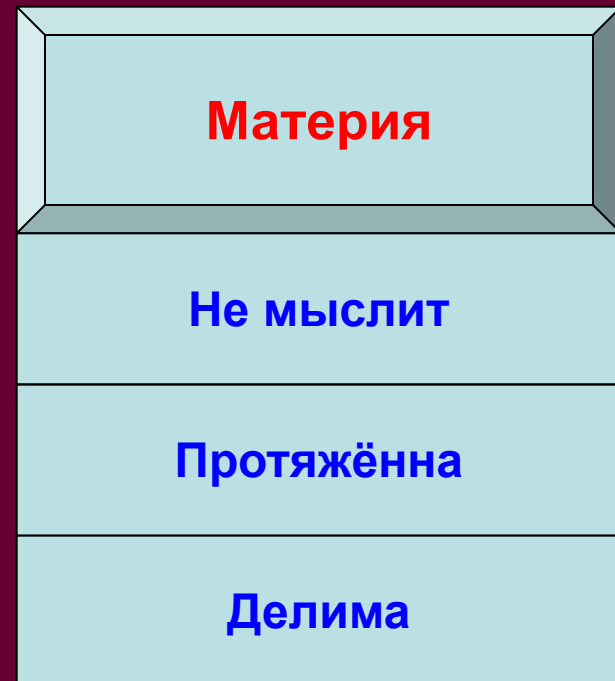 Материя
Не мыслит
Протяжённа
Делима